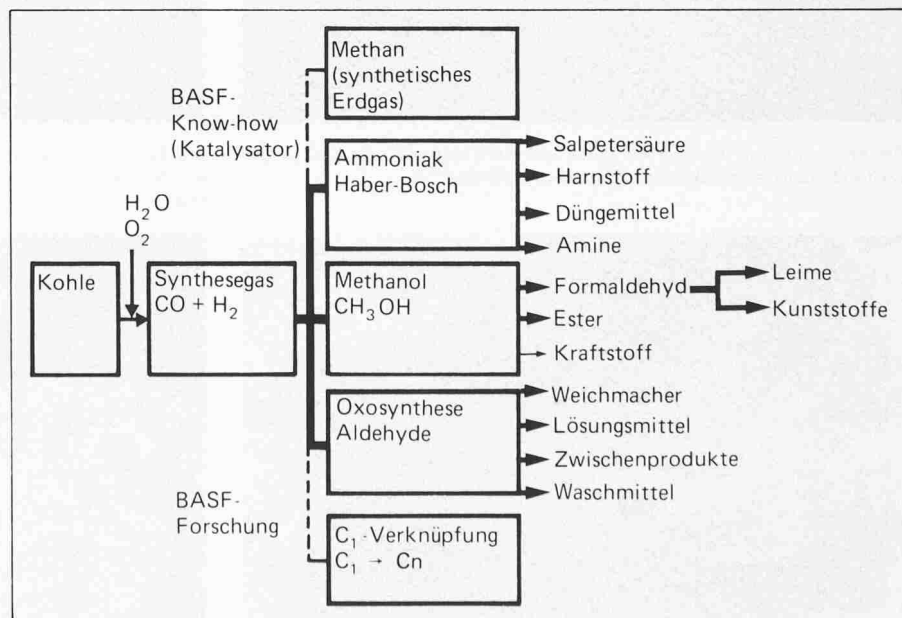 Methan
(synthetisches
Erdgas)
BASF-
Know-how
(Katalysator)
Ammoniak
Haber-Bosch
Salpetersäure
Harnstoff
Düngemittel
Amine
H₂O
O₂
Kohle
Synthesegas
CO + H₂
Methanol
CH₃OH
Formaldehyd
Ester
Kraftstoff
Leime
Kunststoffe
Oxosynthese
Aldehyde
Weichmacher
Lösungsmittel
Zwischenprodukte
Waschmittel
BASF-
Forschung
C₁-Verknüpfung
C₁ → Cn